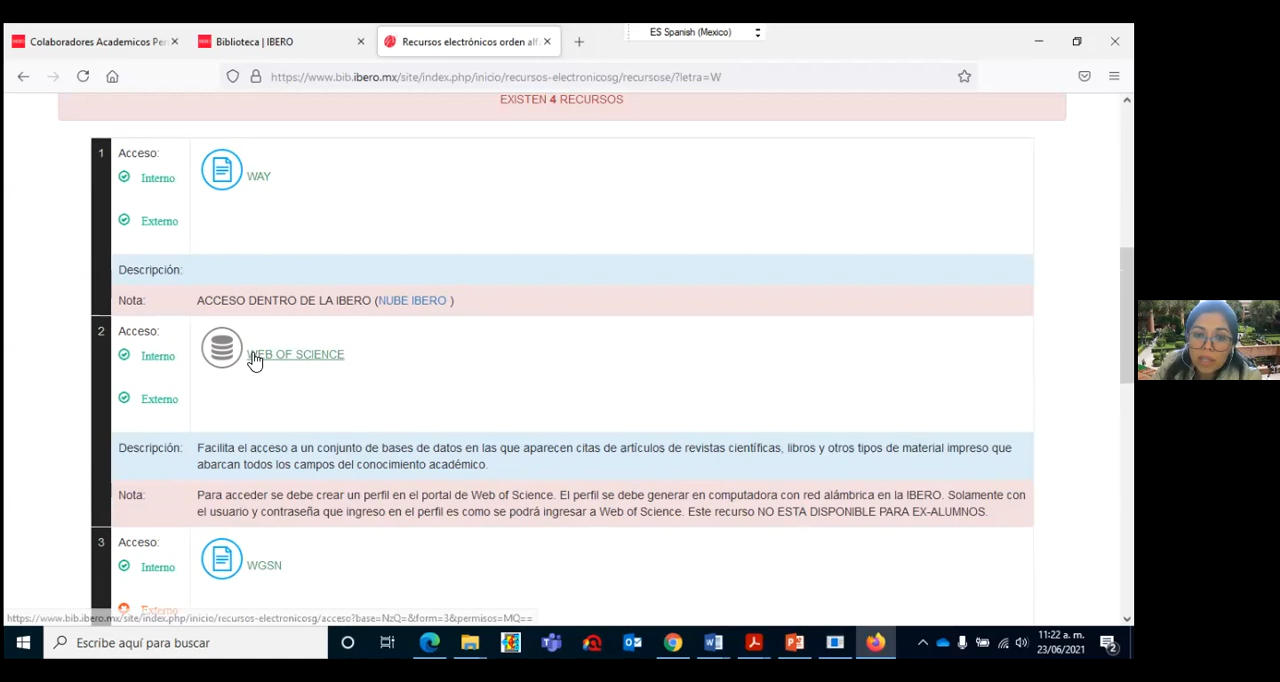 Colaboradores Academicos Per
Biblioteca | IBERO
Recursos electrónicos orden alf
ES Spanish (Mexico)
https://www.bib.ibero.mx/site/index.php/inicio/recursos-electronicosg/recursose/?letra=W
EXISTEN 4 RECURSOS
1
Acceso:
Interno
WAY
Externo
Descripción:
Nota: ACCESO DENTRO DE LA IBERO (NUBE IBERO )
2
Acceso:
Interno
WEB OF SCIENCE
Externo
Descripción: Facilita el acceso a un conjunto de bases de datos en las que aparecen citas de artículos de revistas científicas, libros y otros tipos de material impreso que
abarcan todos los campos del conocimiento académico.
Nota: Para acceder se debe crear un perfil en el portal de Web of Science. El perfil se debe generar en computadora con red alámbrica en la IBERO. Solamente con
el usuario y contraseña que ingreso en el perfil es como se podrá ingresar a Web of Science. Este recurso NO ESTA DISPONIBLE PARA EX-ALUMNOS.
3
Acceso:
Interno
WGSN
Externo
https://www.bib.ibero.mx/site/index.php/inicio/recursos-electronicosg/acceso?base=NzQ=&form=3&permisos=MQ==
Escribe aquí para buscar
11:22 a. m.
23/06/2021
2